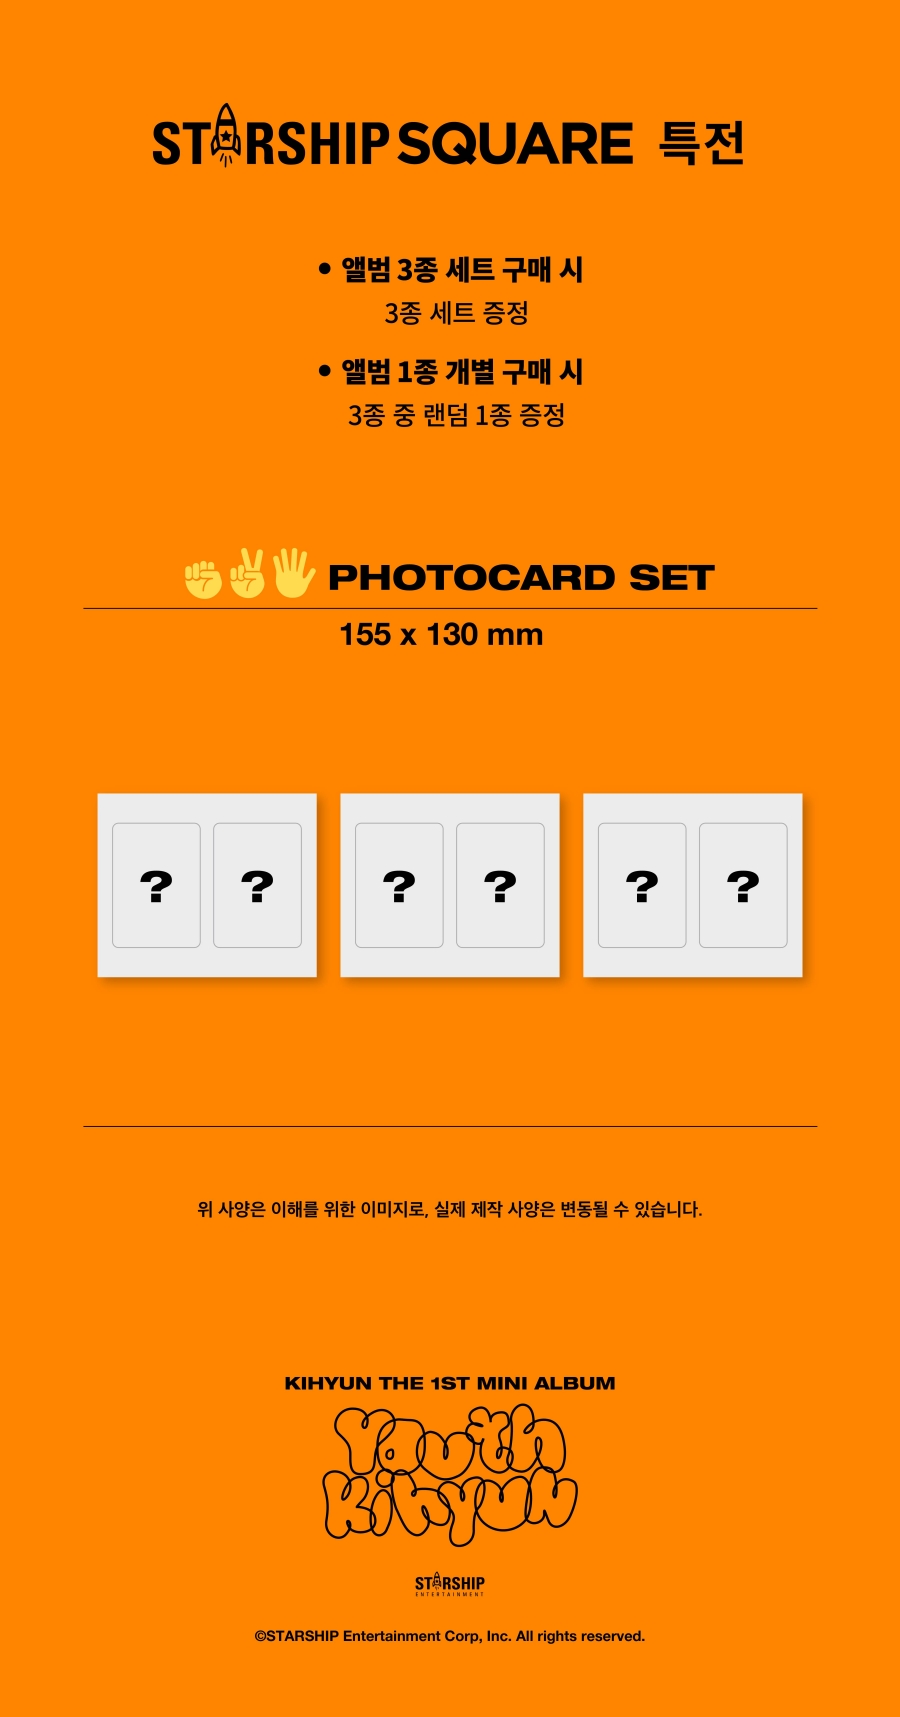 STARSHIP SQUARE 특전
• 앨범 3종 세트 구매 시
3종 세트 증정
• 앨범 1종 개별 구매 시
3종 중 랜덤 1종 증정
✊✌🖐 PHOTOCARD SET
155 x 130 mm
? ? ? ? ? ?
위 사양은 이해를 위한 이미지로, 실제 제작 사양은 변동될 수 있습니다.
KIHYUN THE 1ST MINI ALBUM
Youth
Kihyun
STARSHIP
ENTERTAINMENT
©STARSHIP Entertainment Corp, Inc. All rights reserved.